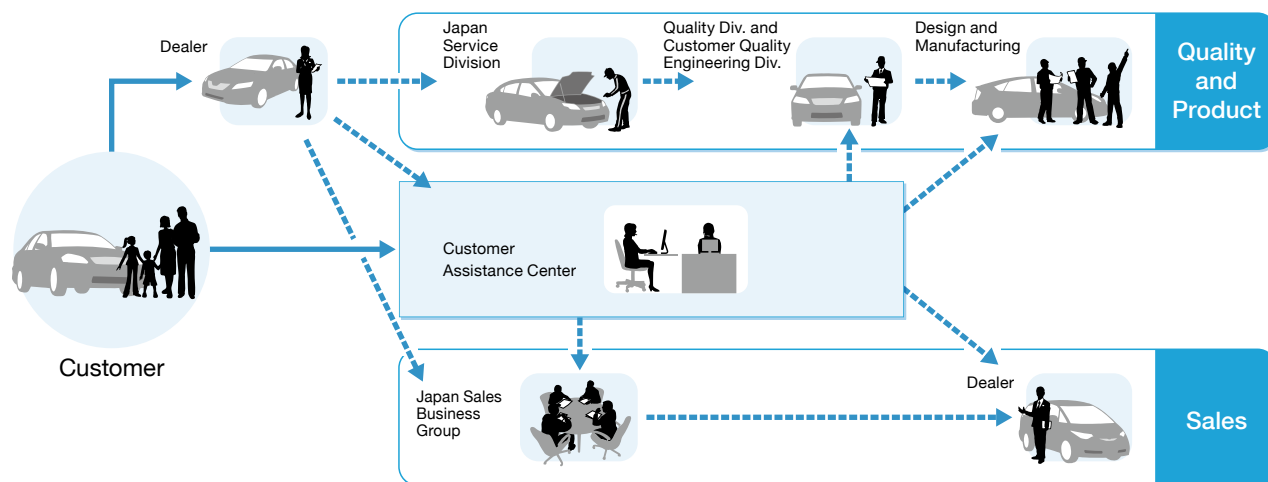 Dealer
Japan
Service
Division
Quality Div. and
Customer Quality
Engineering Div.
Design and
Manufacturing
Quality
and
Product
Customer
Assistance Center
Customer
Japan Sales
Business
Group
Dealer
Sales